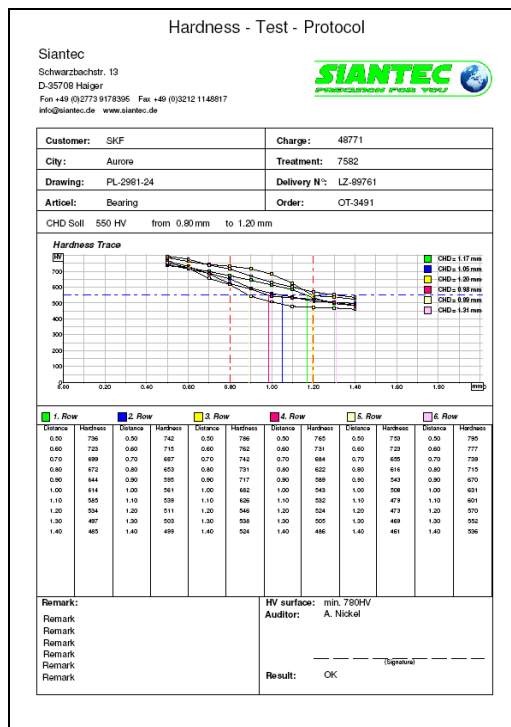 Hardness - Test - Protocol
Siantec
Schwarzbachstr. 13
D-35708 Haiger
Fon +49 (0)2773 9178395 Fax +49 (0)3212 1148817
info@siantec.de www.siantec.de
SIANTEC
PRECISION FOR YOU
Customer: SKF Charge: 48771
City: Aurore Treatment: 7582
Drawing: PL-2981-24 Delivery N°: LZ-89761
Articel: Bearing Order: OT-3491
CHD Soll 550 HV from 0.80 mm to 1.20 mm
Hardness Trace
HV
700
600
500
400
300
200
100
0
0.00 0.20 0.40 0.60 0.80 1.00 1.20 1.40 1.60 1.80 mm
CHD= 1.17 mm
CHD= 1.05 mm
CHD= 1.20 mm
CHD= 0.98 mm
CHD= 0.89 mm
CHD= 1.31 mm
1. Row 2. Row 3. Row 4. Row 5. Row 6. Row
Distance Hardness Distance Hardness Distance Hardness Distance Hardness Distance Hardness Distance Hardness
0.50 736 0.50 742 0.50 786 0.50 765 0.50 753 0.50 795
0.60 723 0.60 715 0.60 762 0.60 731 0.60 723 0.60 777
0.70 699 0.70 687 0.70 742 0.70 684 0.70 655 0.70 739
0.80 672 0.80 653 0.80 731 0.80 622 0.80 616 0.80 715
0.90 644 0.90 595 0.90 717 0.90 589 0.90 543 0.90 670
1.00 614 1.00 561 1.00 682 1.00 543 1.00 508 1.00 631
1.10 585 1.10 539 1.10 626 1.10 532 1.10 479 1.10 601
1.20 534 1.20 511 1.20 546 1.20 524 1.20 473 1.20 570
1.30 497 1.30 503 1.30 538 1.30 505 1.30 469 1.30 552
1.40 485 1.40 499 1.40 524 1.40 486 1.40 461 1.40 536
Remark: HV surface: min. 780HV
Auditor: A. Nickel
Remark
Remark
Remark
Remark
Remark
Remark
(Signature)
Result: OK